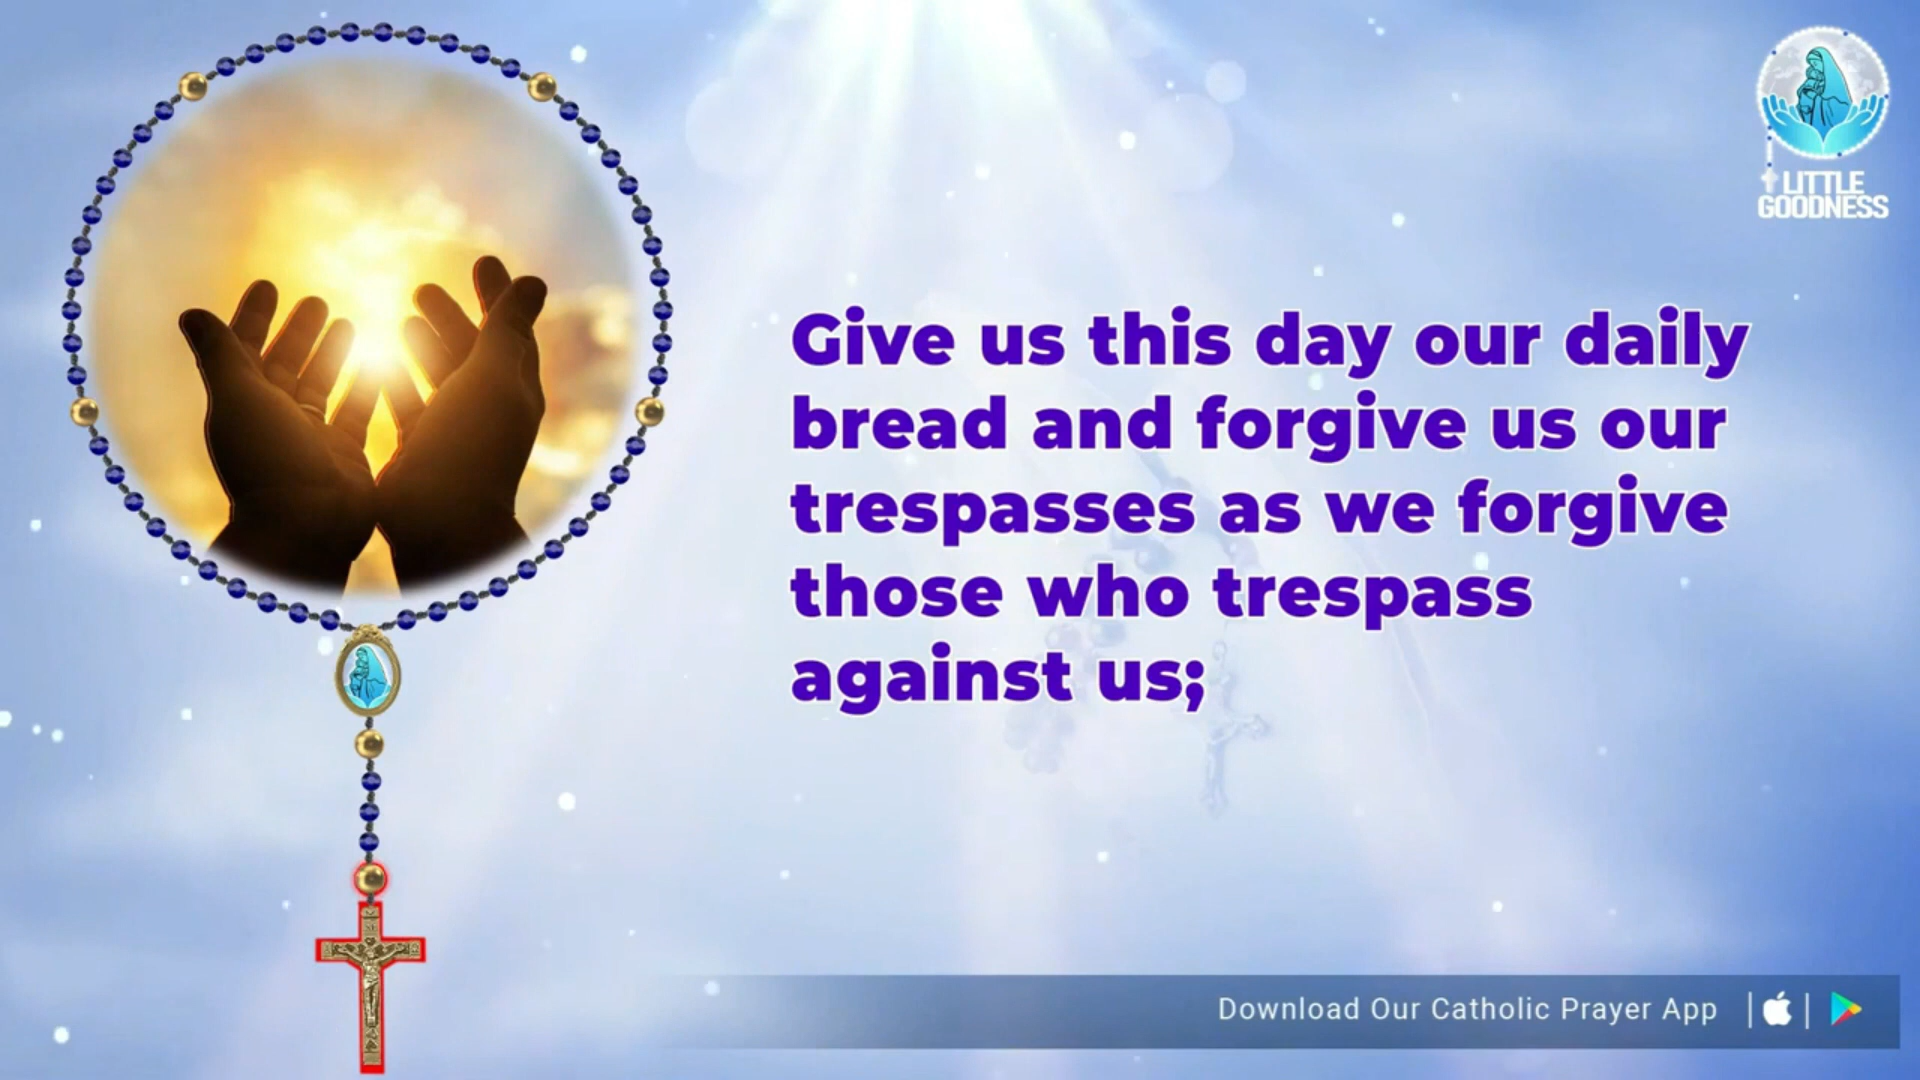 LITTLE
GOODNESS
Give us this day our daily
bread and forgive us our
trespasses as we forgive
those who trespass
against us;
Download Our Catholic Prayer App